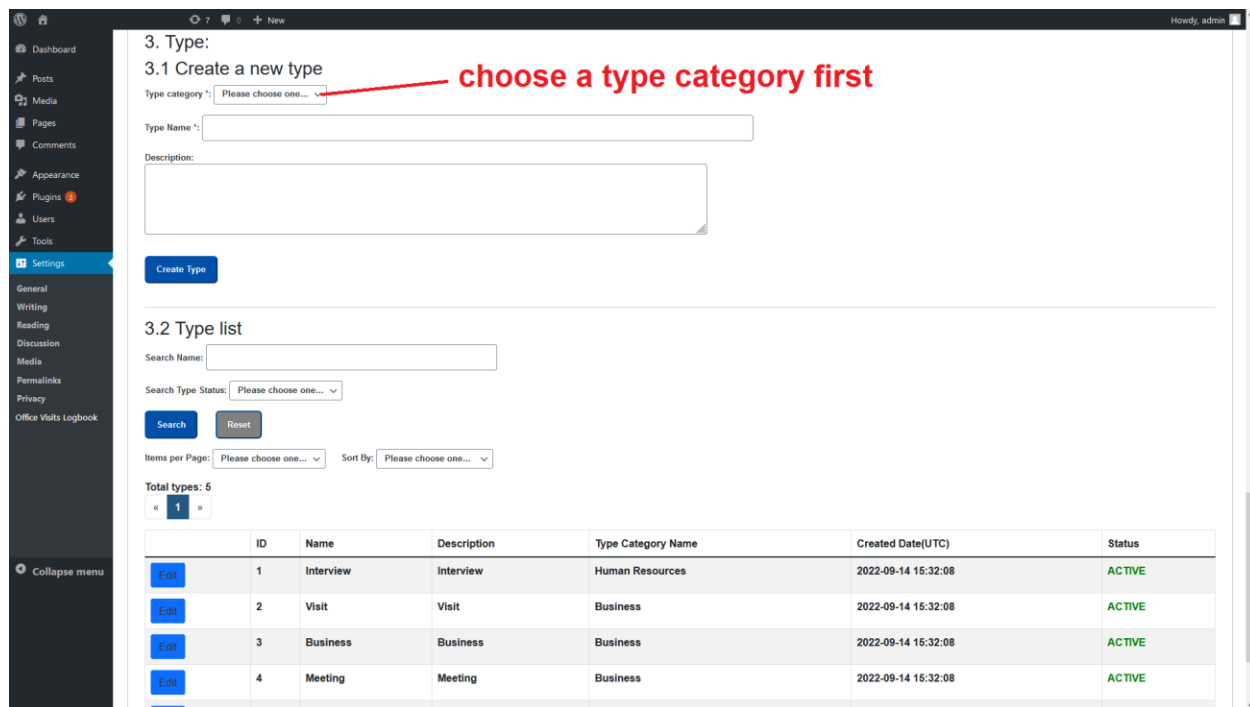 7 0 + New Howdy, admin
Dashboard
Posts
Media
Pages
Comments
Appearance
Plugins 3
Users
Tools
Settings
General
Writing
Reading
Discussion
Media
Permalinks
Privacy
Office Visits Logbook
Collapse menu
3. Type:
3.1 Create a new type
choose a type category first
Type category *: Please choose one...
Type Name *:
Description:
Create Type
3.2 Type list
Search Name:
Search Type Status: Please choose one...
Search Reset
Items per Page: Please choose one... Sort By: Please choose one...
Total types: 5
« 1 »
ID Name Description Type Category Name Created Date(UTC) Status
Edit 1 Interview Interview Human Resources 2022-09-14 15:32:08 ACTIVE
Edit 2 Visit Visit Business 2022-09-14 15:32:08 ACTIVE
Edit 3 Business Business Business 2022-09-14 15:32:08 ACTIVE
Edit 4 Meeting Meeting Business 2022-09-14 15:32:08 ACTIVE